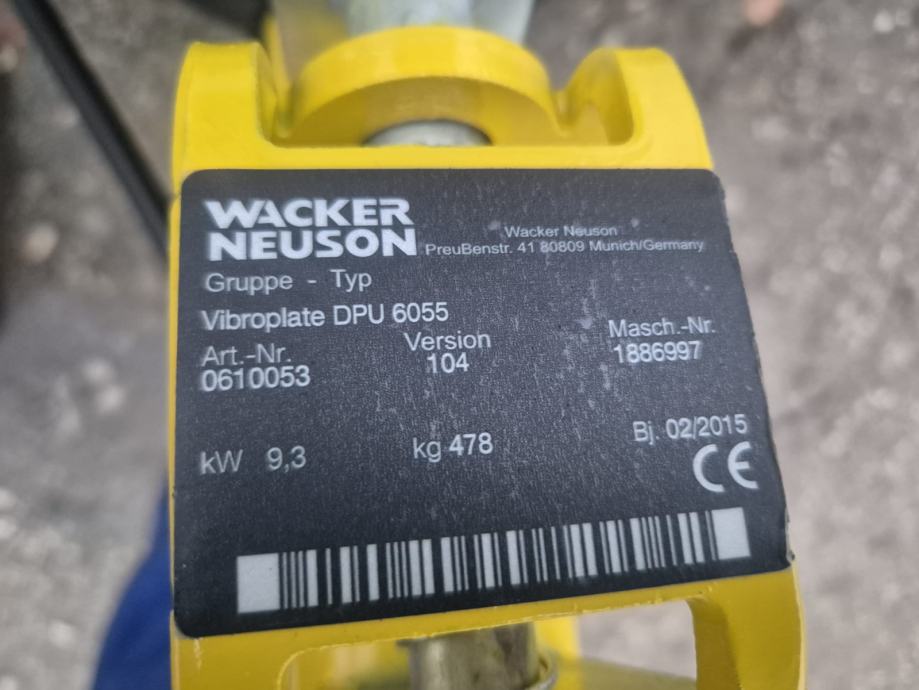 WACKER
NEUSON
Wacker Neuson
PreuBenstr. 41 80809 Munich/Germany
Gruppe - Typ
Vibroplate DPU 6055
Art.-Nr. Version Masch.-Nr.
0610053 104 1886997
kW 9,3 kg 478 Bj. 02/2015
CE